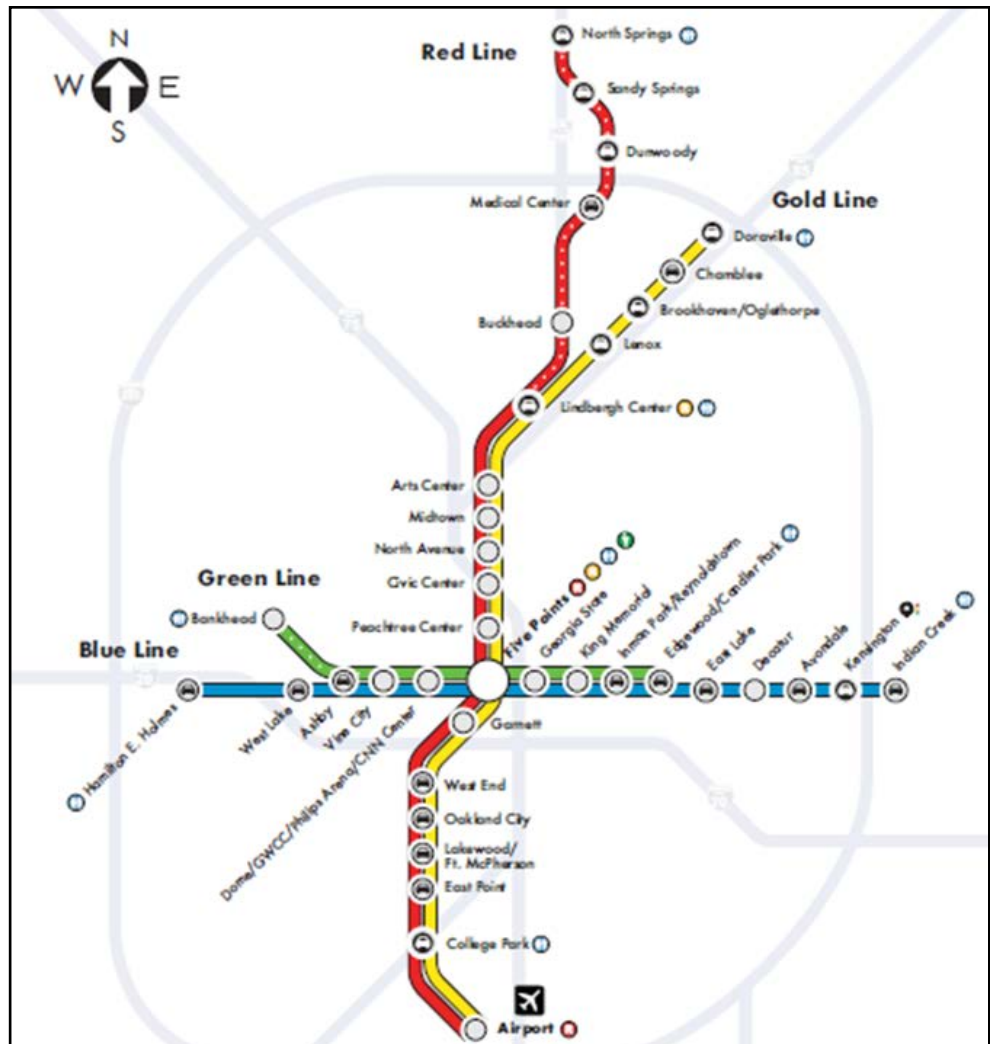 N
W E
S
Red Line
North Springs
Sandy Springs
Dunwoody
Medical Center
Gold Line
Doraville
Chamblee
Brookhaven/Oglethorpe
Buckhead
Lenox
Lindbergh Center
Arts Center
Midtown
North Avenue
Civic Center
Peachtree Center
Green Line
Bankhead
Blue Line
Hamilton E. Holmes
West Lake
Ashby
Vine City
Dome/GWCC/Philips Arena/CNN Center
Five Points
Georgia State
King Memorial
Inman Park/Reynoldstown
Edgewood/Candler Park
East Lake
Decatur
Avondale
Kensington
Indian Creek
Garnett
West End
Oakland City
Lakewood/
Ft. McPherson
East Point
College Park
Airport